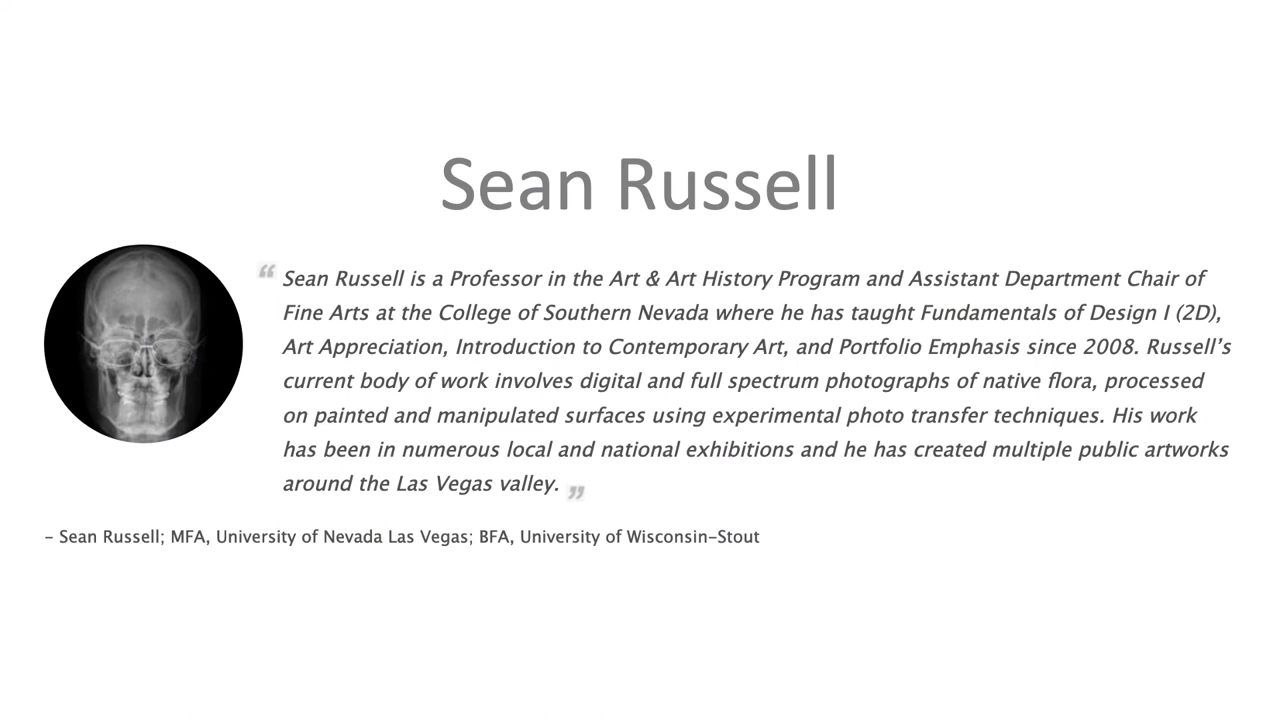 Sean Russell
“ Sean Russell is a Professor in the Art & Art History Program and Assistant Department Chair of
Fine Arts at the College of Southern Nevada where he has taught Fundamentals of Design I (2D),
Art Appreciation, Introduction to Contemporary Art, and Portfolio Emphasis since 2008. Russell’s
current body of work involves digital and full spectrum photographs of native flora, processed
on painted and manipulated surfaces using experimental photo transfer techniques. His work
has been in numerous local and national exhibitions and he has created multiple public artworks
around the Las Vegas valley. ”
– Sean Russell; MFA, University of Nevada Las Vegas; BFA, University of Wisconsin–Stout